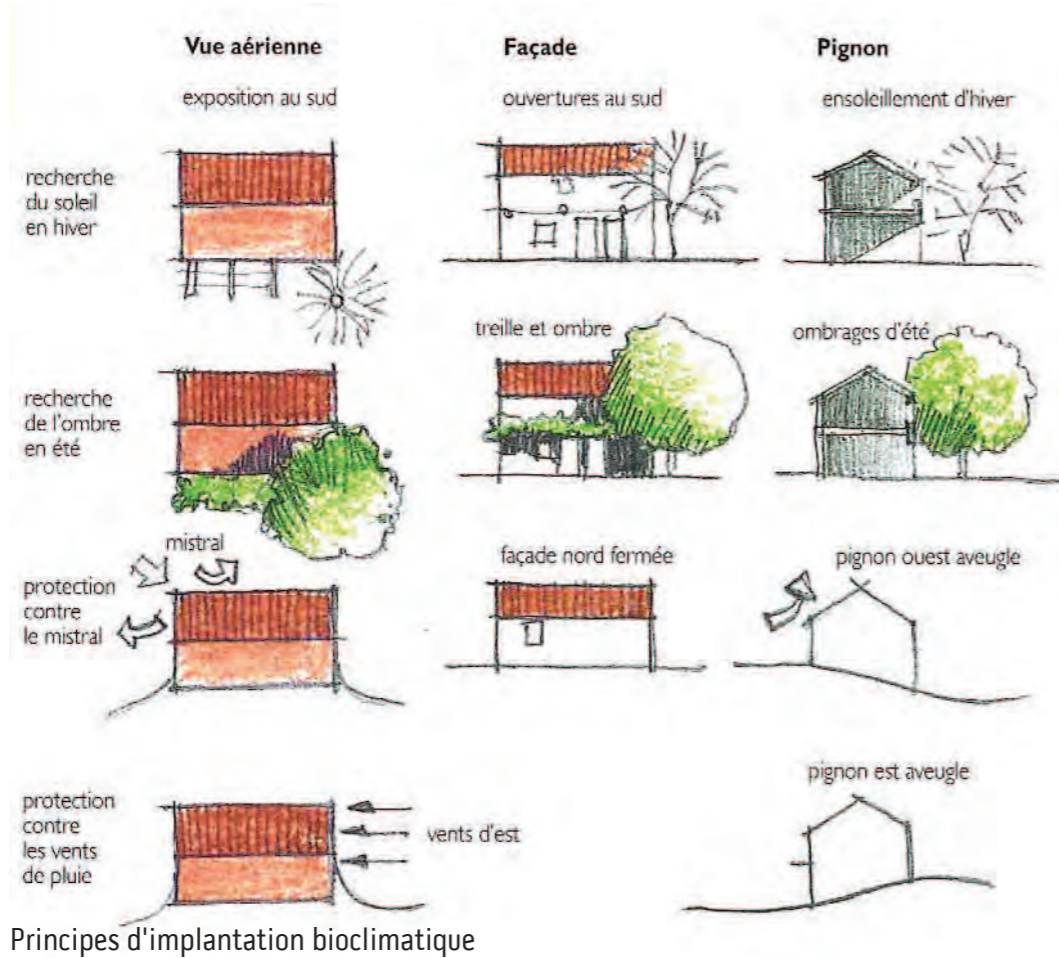 Vue aérienne
Façade
Pignon
exposition au sud
ouvertures au sud
ensoleillement d'hiver
recherche
du soleil
en hiver
treille et ombre
ombrages d'été
recherche
de l'ombre
en été
mistral
façade nord fermée
pignon ouest aveugle
protection
contre
le mistral
pignon est aveugle
protection
contre
les vents
de pluie
vents d'est
Principes d'implantation bioclimatique